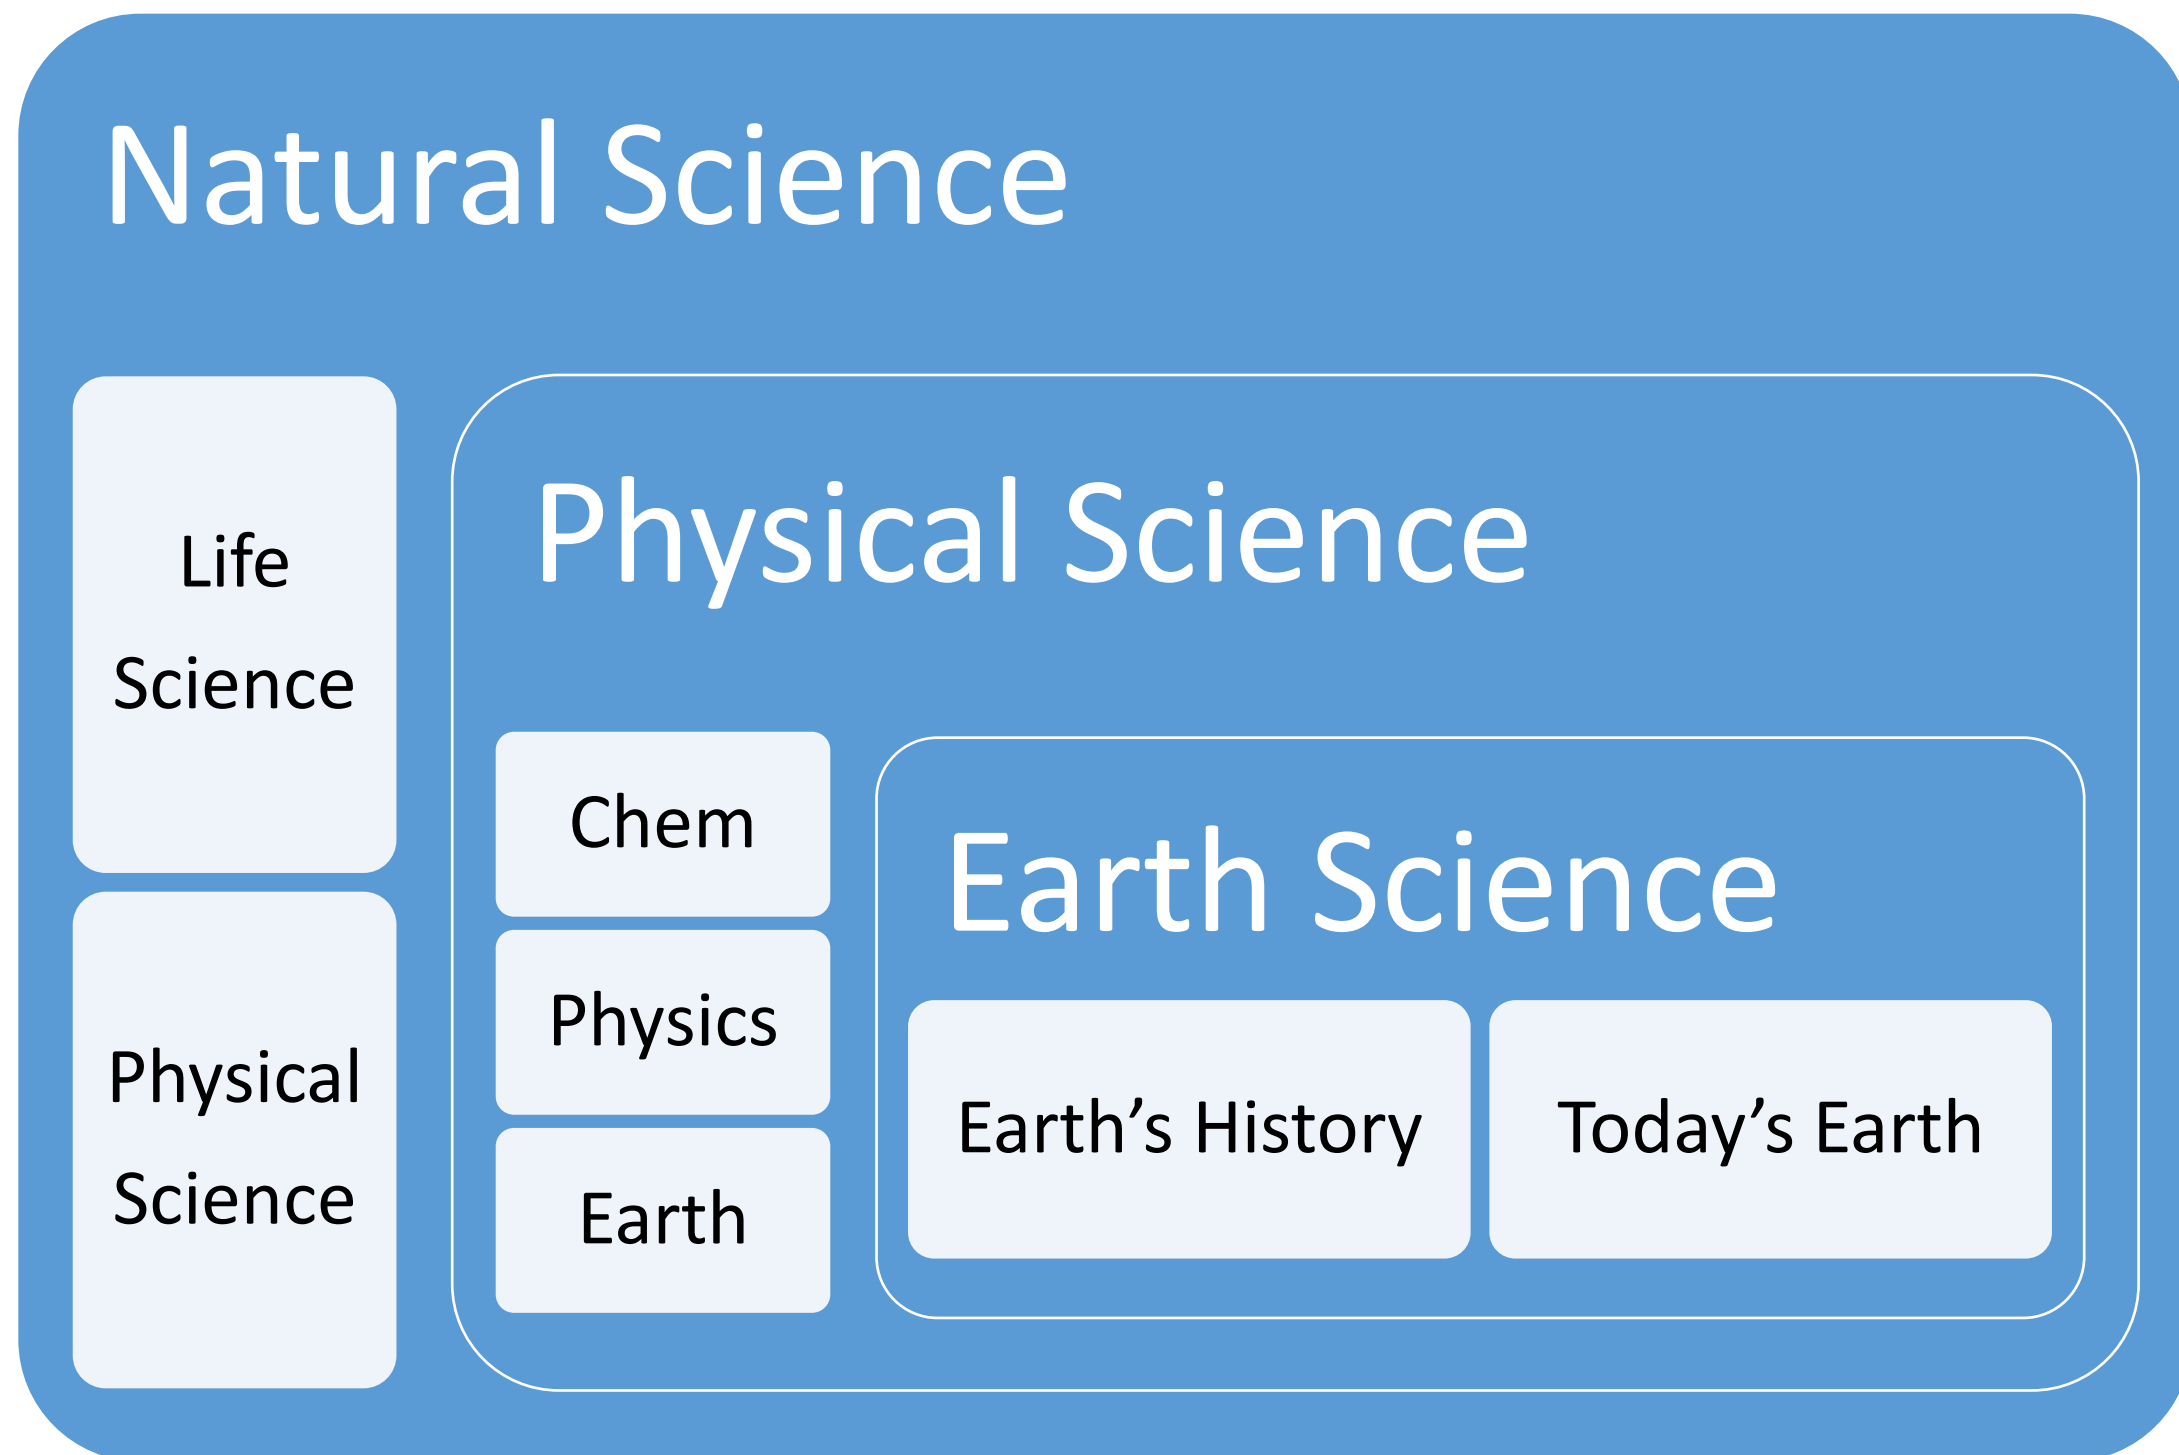 Natural Science
Life
Science
Physical
Science
Physical Science
Chem
Physics
Earth
Earth Science
Earth’s History
Today’s Earth